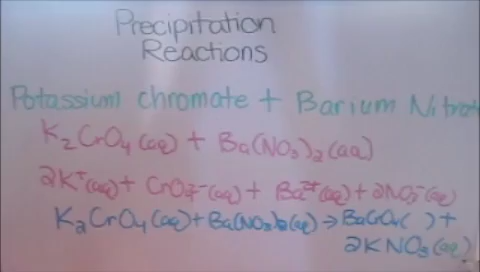 Precipitation
Reactions
Potassium chromate + Barium Nitrat
K₂CrO₄(aq) + Ba(NO₃)₂(aq)
2K⁺(aq) + CrO₄²⁻(aq) + Ba²⁺(aq) + 2NO₃⁻(aq)
K₂CrO₄(aq) + Ba(NO₃)₂(aq) → BaCrO₄( ) +
2KNO₃(aq)